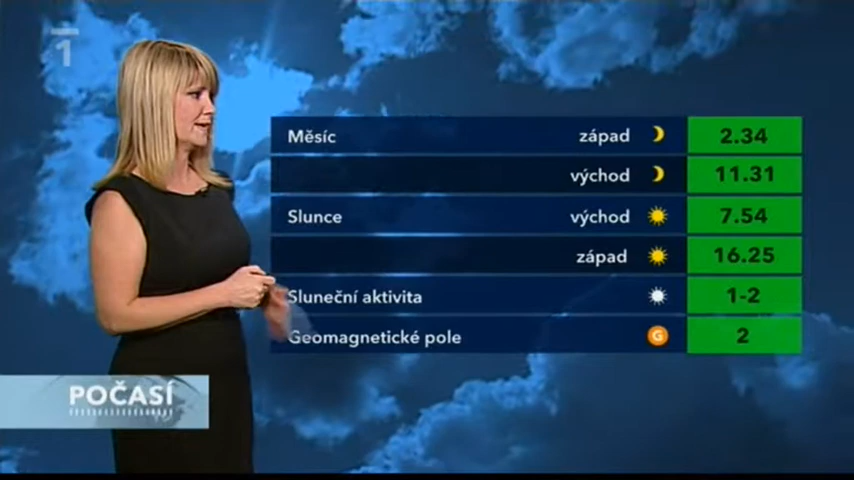 1
Měsíc západ 2.34
východ 11.31
Slunce východ 7.54
západ 16.25
Sluneční aktivita 1-2
Geomagnetické pole G 2
POČASÍ